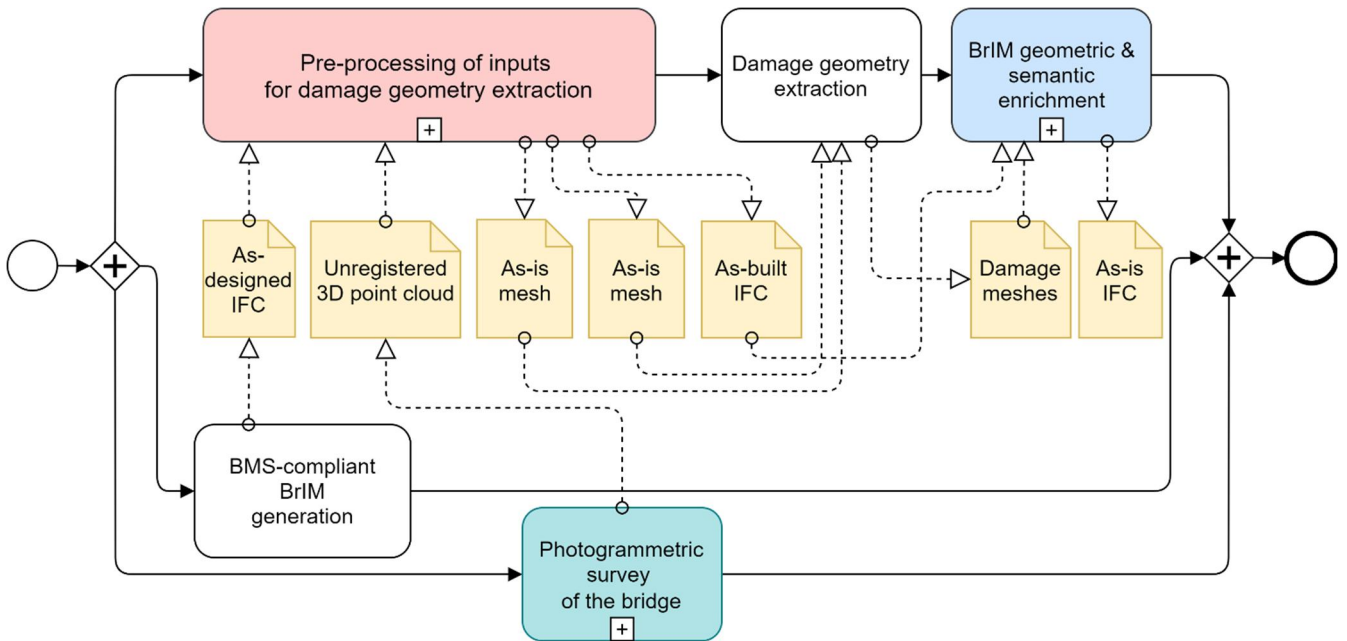 Pre-processing of inputs
for damage geometry extraction
Damage geometry
extraction
BrIM geometric &
semantic
enrichment
As-
designed
IFC
Unregistered
3D point cloud
As-is
mesh
As-is
mesh
As-built
IFC
Damage
meshes
As-is
IFC
BMS-compliant
BrIM
generation
Photogrammetric
survey
of the bridge